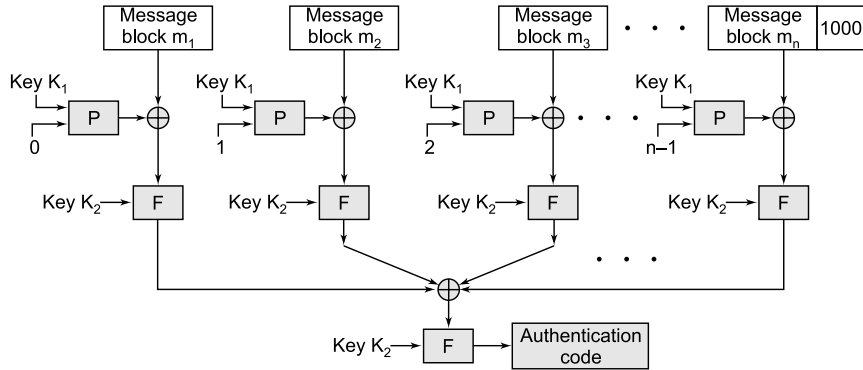 Message block m1
Message block m2
Message block m3
Message block mn
1000
Key K1
Key K1
Key K1
Key K1
P
P
P
P
0
1
2
n–1
Key K2
F
Key K2
F
Key K2
F
Key K2
F
Key K2
F
Authentication code